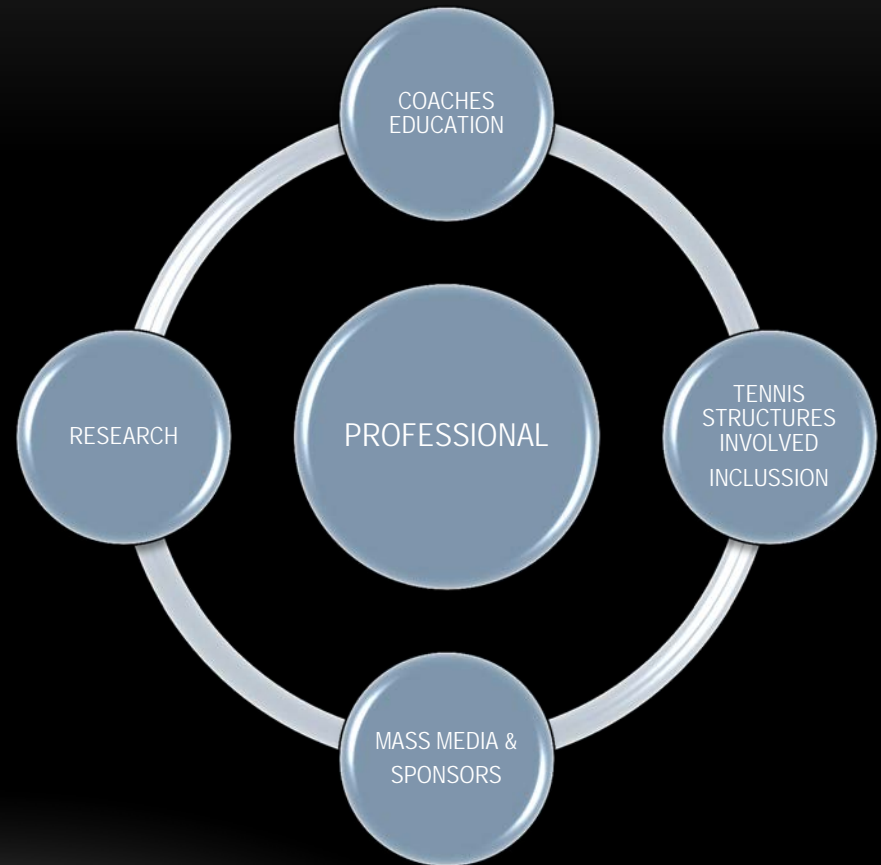 COACHES
EDUCATION
RESEARCH
PROFESSIONAL
TENNIS
STRUCTURES
INVOLVED
INCLUSSION
MASS MEDIA &
SPONSORS